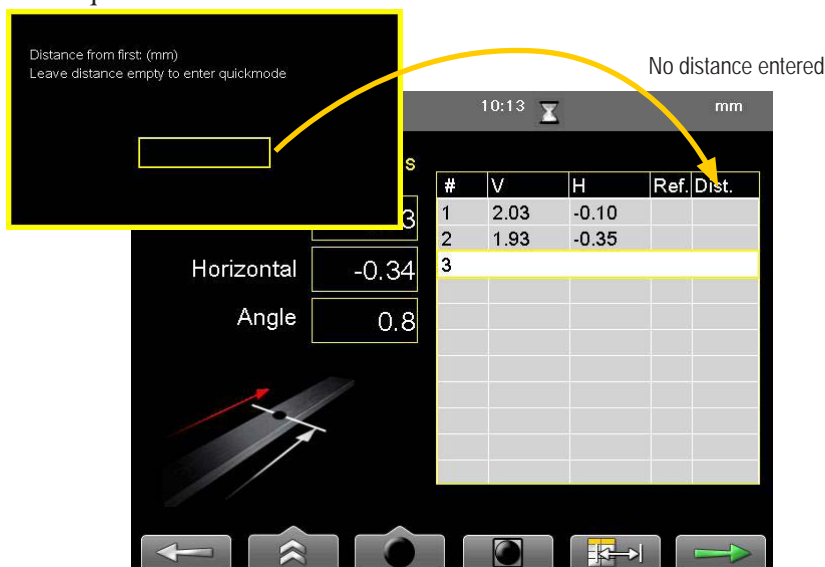 Distance from first: (mm)
Leave distance empty to enter quickmode
No distance entered
10:13 mm
s
# V H Ref. Dist.
1 2.03 -0.10
2 1.93 -0.35
3
3
Horizontal -0.34
Angle 0.8